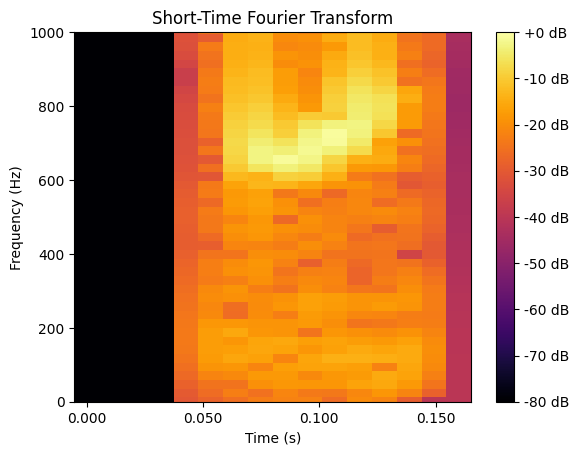 Short-Time Fourier Transform
Frequency (Hz)
1000
800
600
400
200
0
0.000
0.050
0.100
0.150
Time (s)
+0 dB
-10 dB
-20 dB
-30 dB
-40 dB
-50 dB
-60 dB
-70 dB
-80 dB